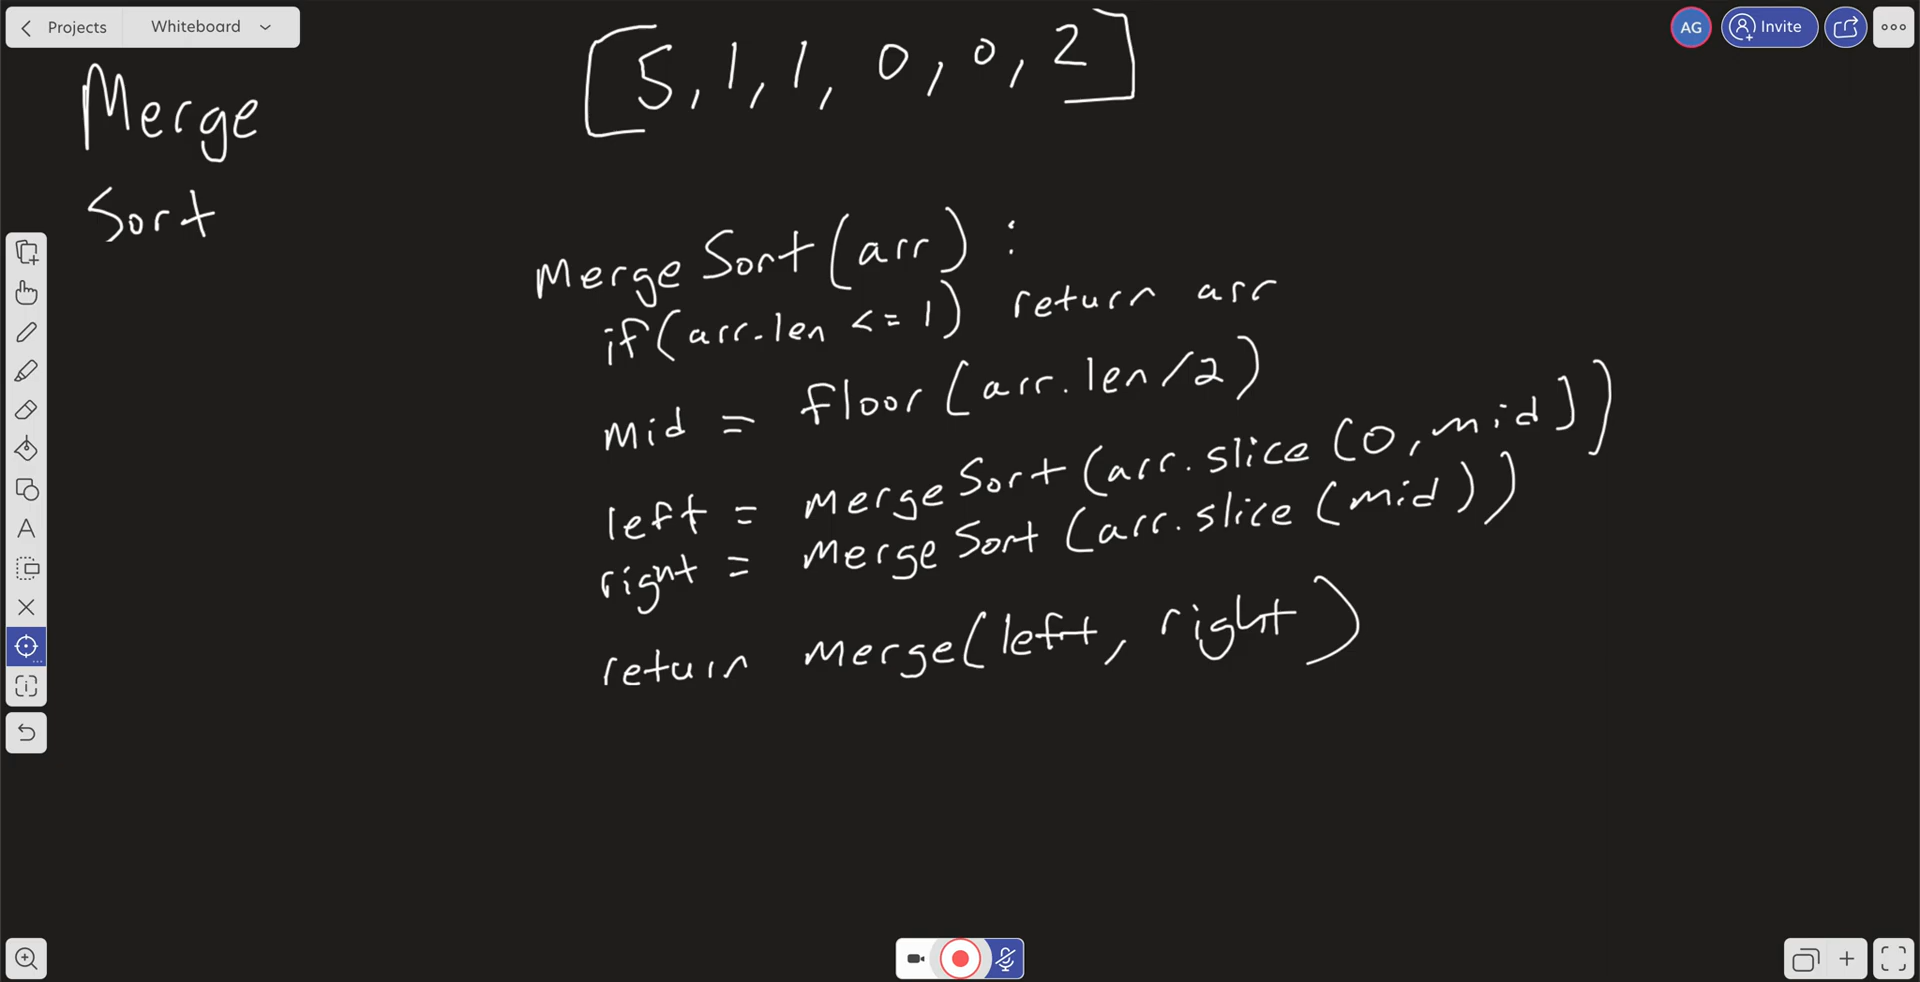 Projects
Whiteboard
AG
Invite
[5, 1, 1, 0, 0, 2]
Merge
Sort
mergeSort(arr):
if(arr.len <= 1) return arr
mid = floor(arr.len/2)
left = mergeSort(arr.slice(0, mid))
right = mergeSort(arr.slice(mid))
return merge(left, right)